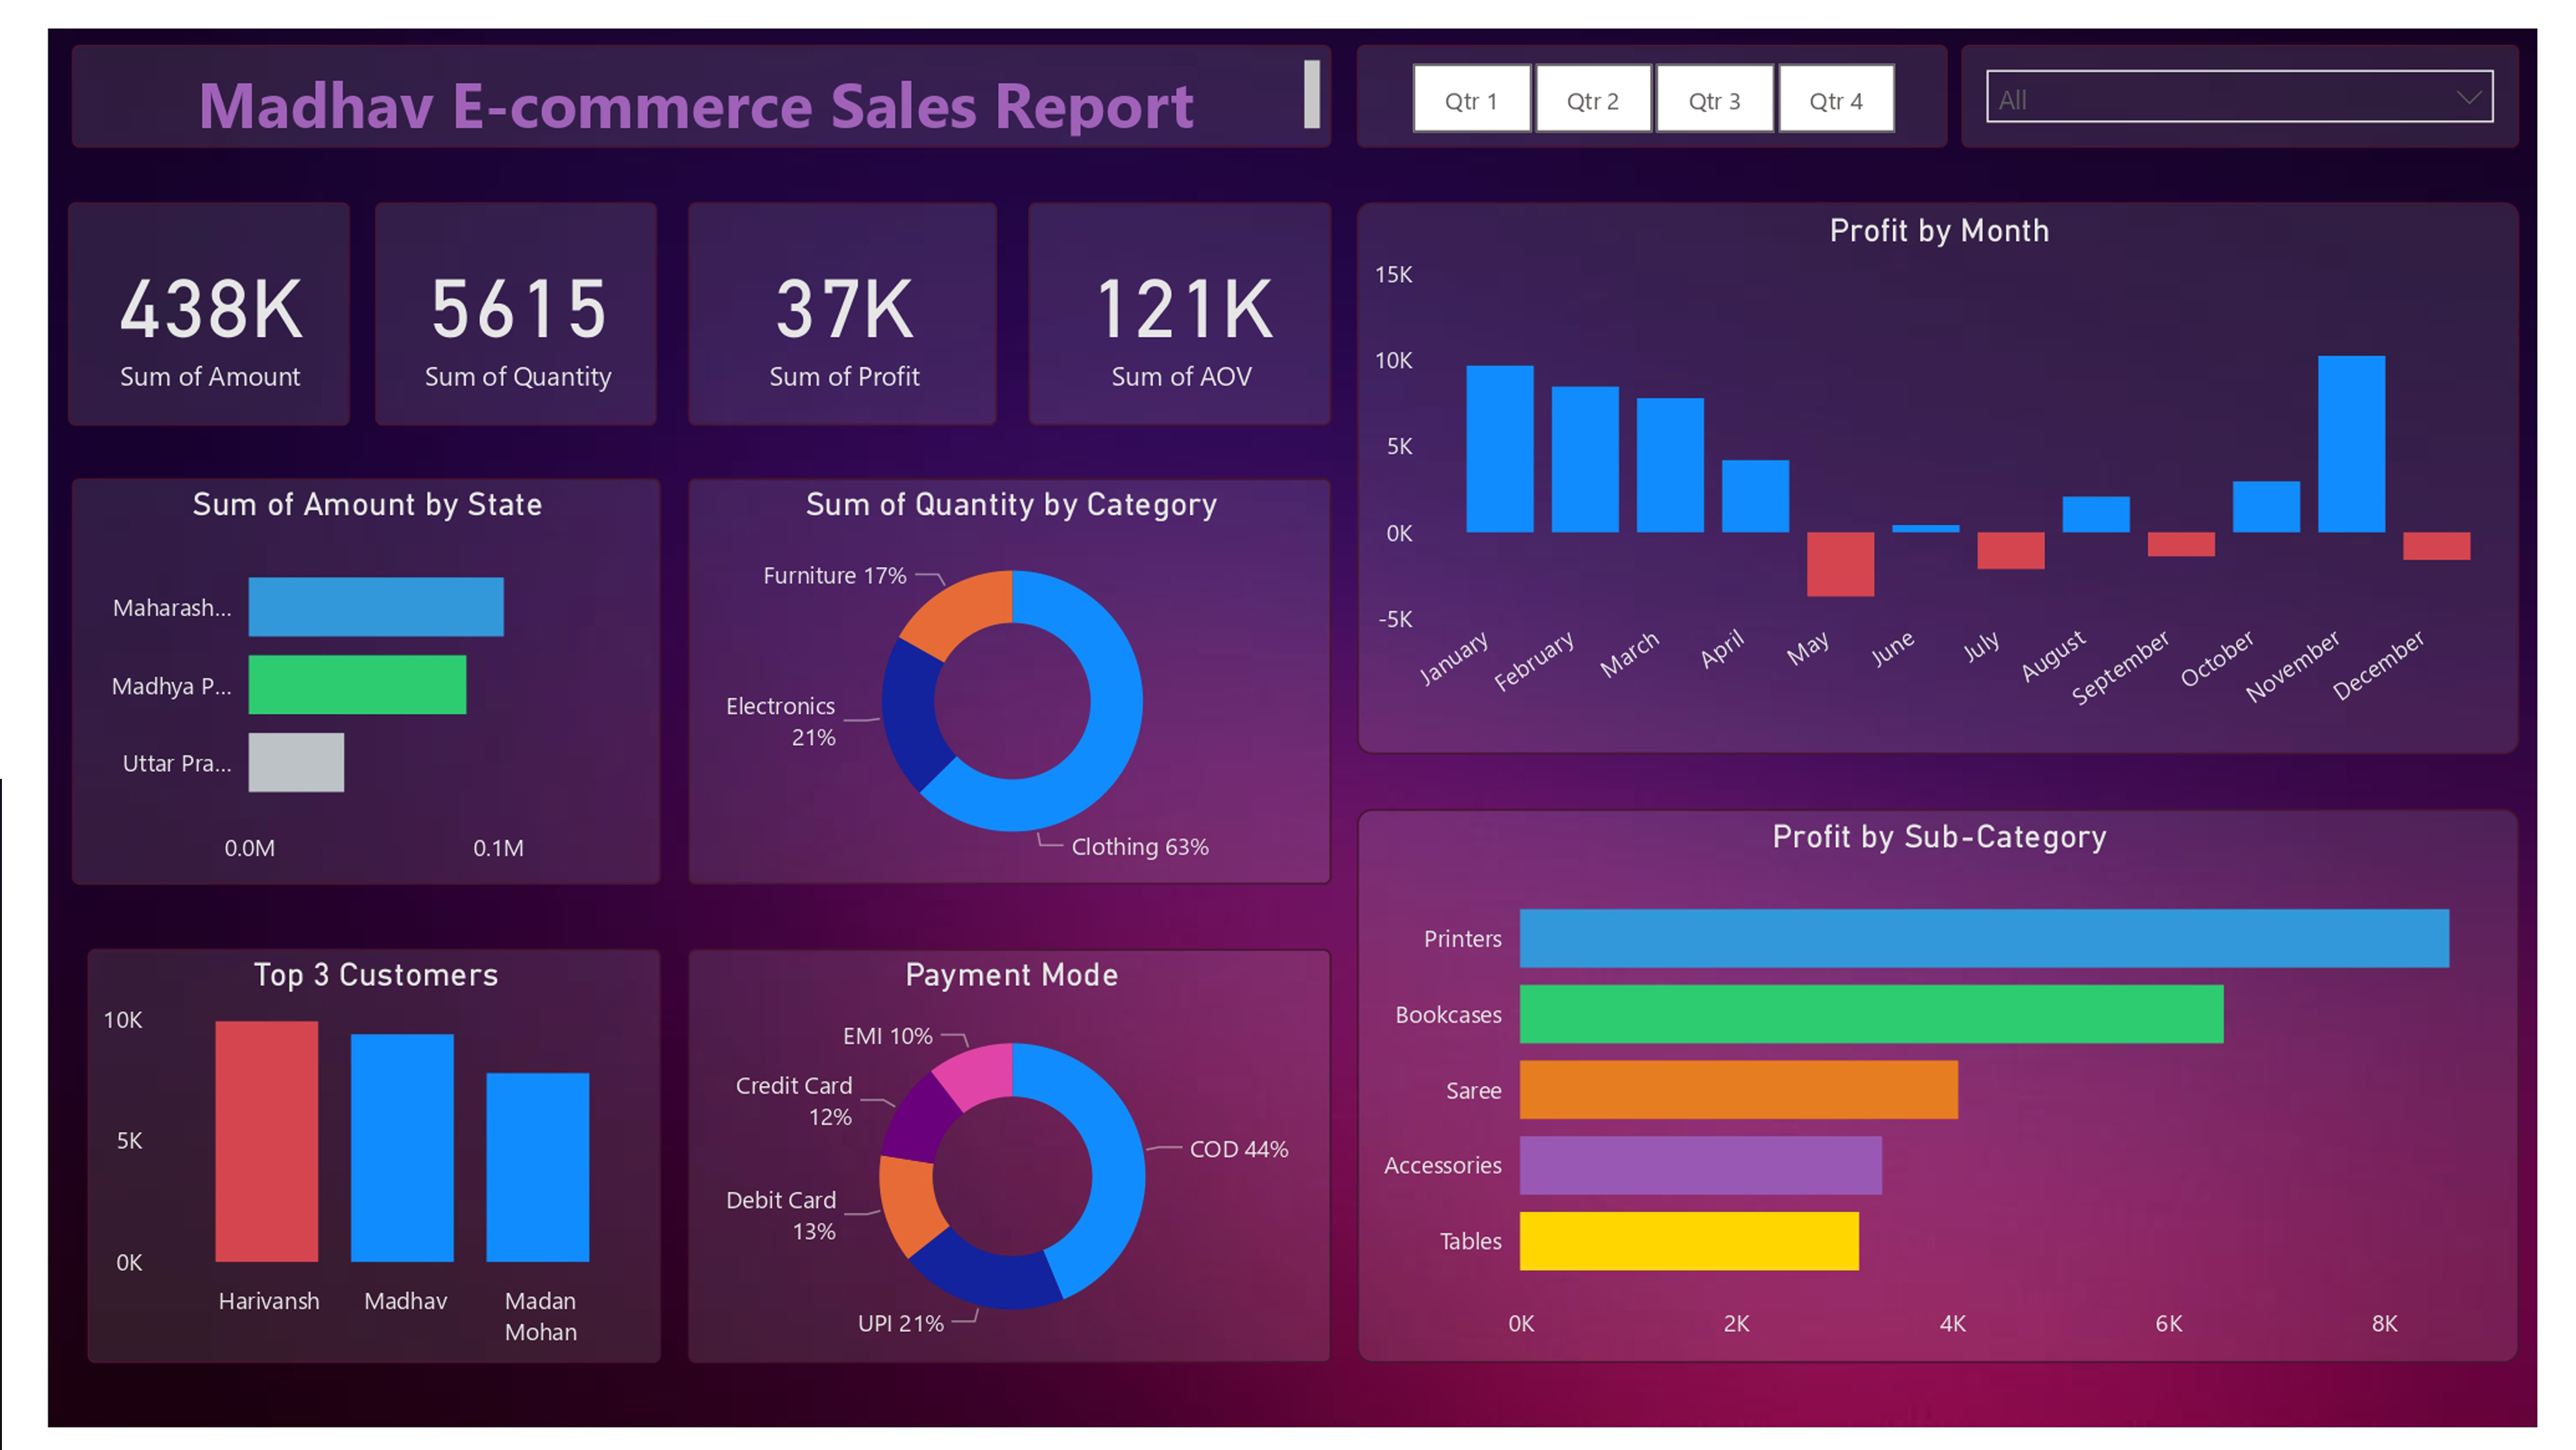 Madhav E-commerce Sales Report
Qtr 1
Qtr 2
Qtr 3
Qtr 4
All
438K
Sum of Amount
5615
Sum of Quantity
37K
Sum of Profit
121K
Sum of AOV
Profit by Month
15K
10K
5K
0K
-5K
January
February
March
April
May
June
July
August
September
October
November
December
Sum of Amount by State
Maharash...
Madhya P...
Uttar Pra...
0.0M
0.1M
Sum of Quantity by Category
Furniture 17%
Electronics
21%
Clothing 63%
Profit by Sub-Category
Printers
Bookcases
Saree
Accessories
Tables
0K
2K
4K
6K
8K
Top 3 Customers
10K
5K
0K
Harivansh
Madhav
Madan
Mohan
Payment Mode
EMI 10%
Credit Card
12%
COD 44%
Debit Card
13%
UPI 21%